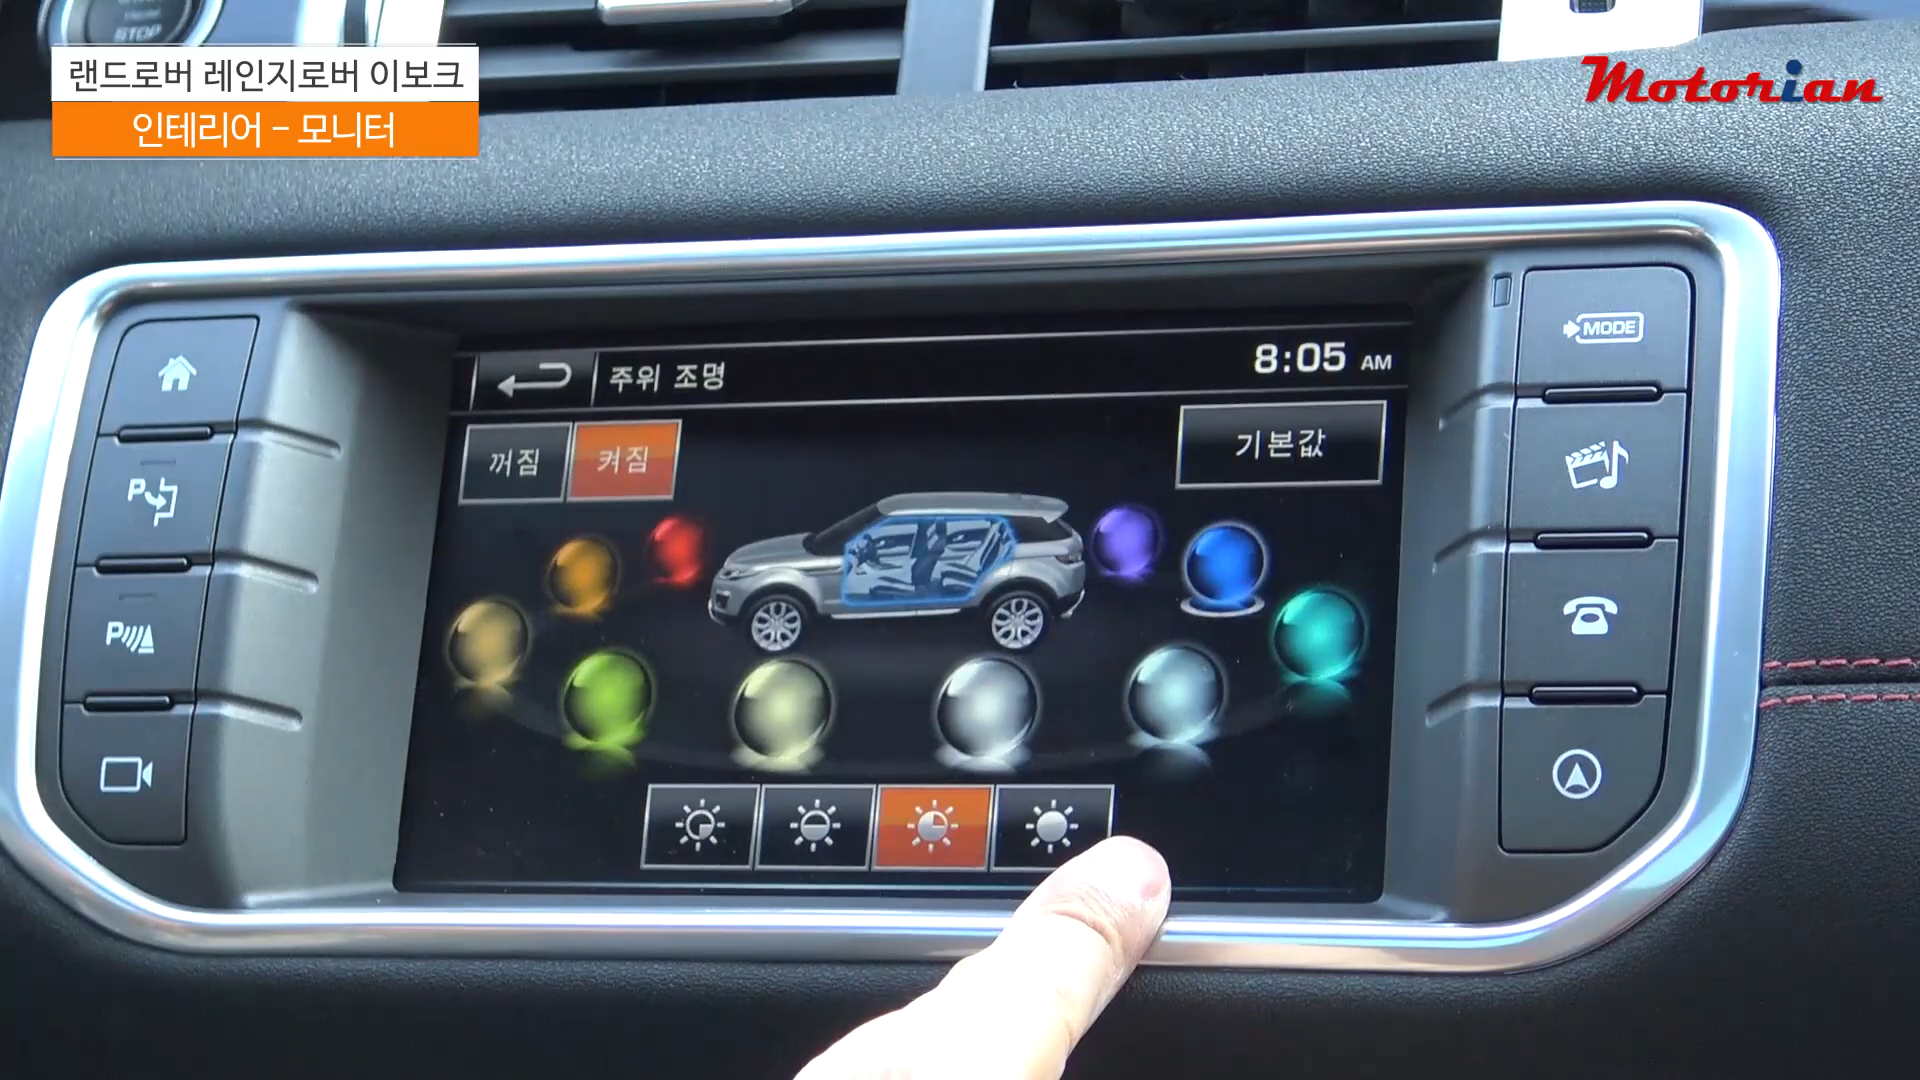 STOP
랜드로버 레인지로버 이보크
인테리어 - 모니터
Motorian
주위 조명
8:05 AM
꺼짐
켜짐
기본값
MODE
P
P